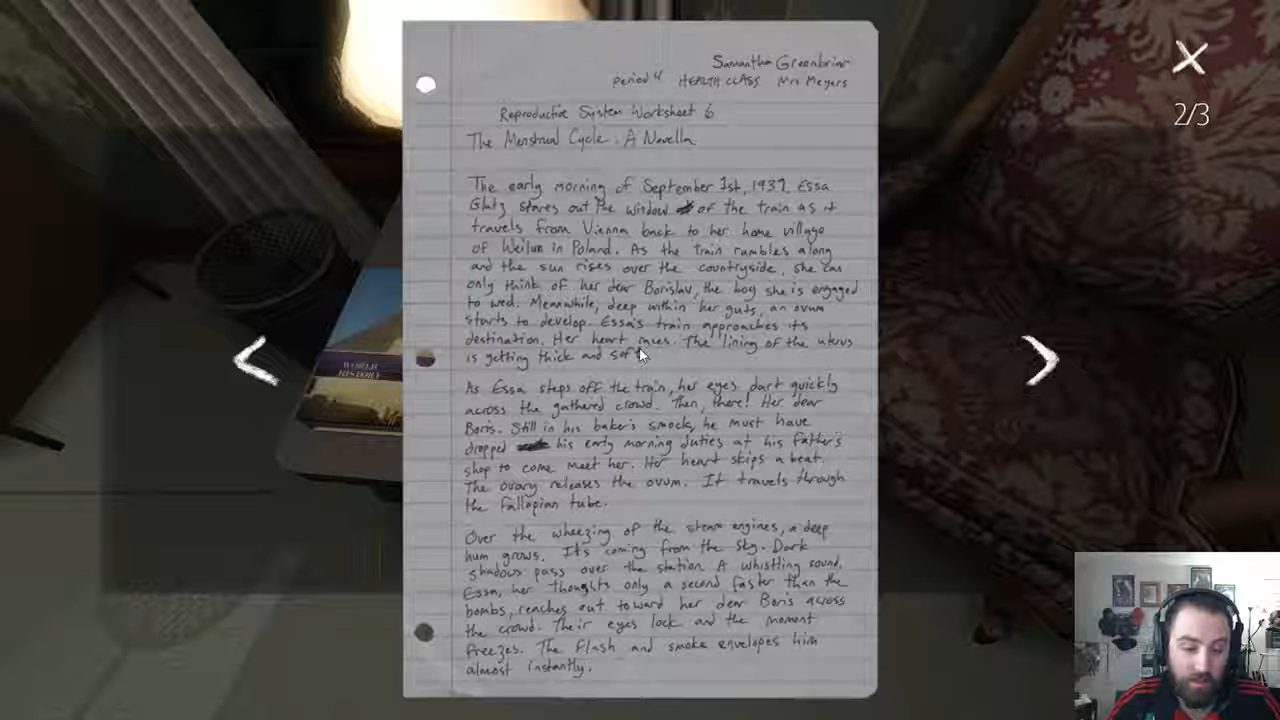 Samantha Greenbriar
Period 4 HEALTH CLASS Mrs Meyers
2/3
Reproductive System Worksheet 6
The Menstrual Cycle: A Novella
The early morning of September 1st, 1939. Essa
Glatz stares out the window of the train as it
travels from Vienna back to her home village
of Weilun in Poland. As the train rumbles along
and the sun rises over the countryside, she can
only think of her dear Borislav, the boy she is engaged
to wed. Meanwhile, deep within her guts, an ovum
starts to develop. Essa's train approaches its
destination. Her heart races. The lining of the uterus
is getting thick and soft
As Essa steps off the train, her eyes dart quickly
across the gathered crowd. Then, there! Her dear
Boris. Still in his baker's smock, he must have
dropped his early morning duties at his father's
shop to come meet her. Her heart skips a beat.
The ovary releases the ovum. It travels through
the fallopian tube.
Over the wheezing of the steam engines, a deep
hum grows. It's coming from the sky. Dark
shadows pass over the station. A whistling sound.
Essa, her thoughts only a second faster than the
bombs, reaches out toward her dear Boris across
the crowd. Their eyes lock and the moment
freezes. The flash and smoke envelopes him
almost instantly.
WORLD
HISTORY